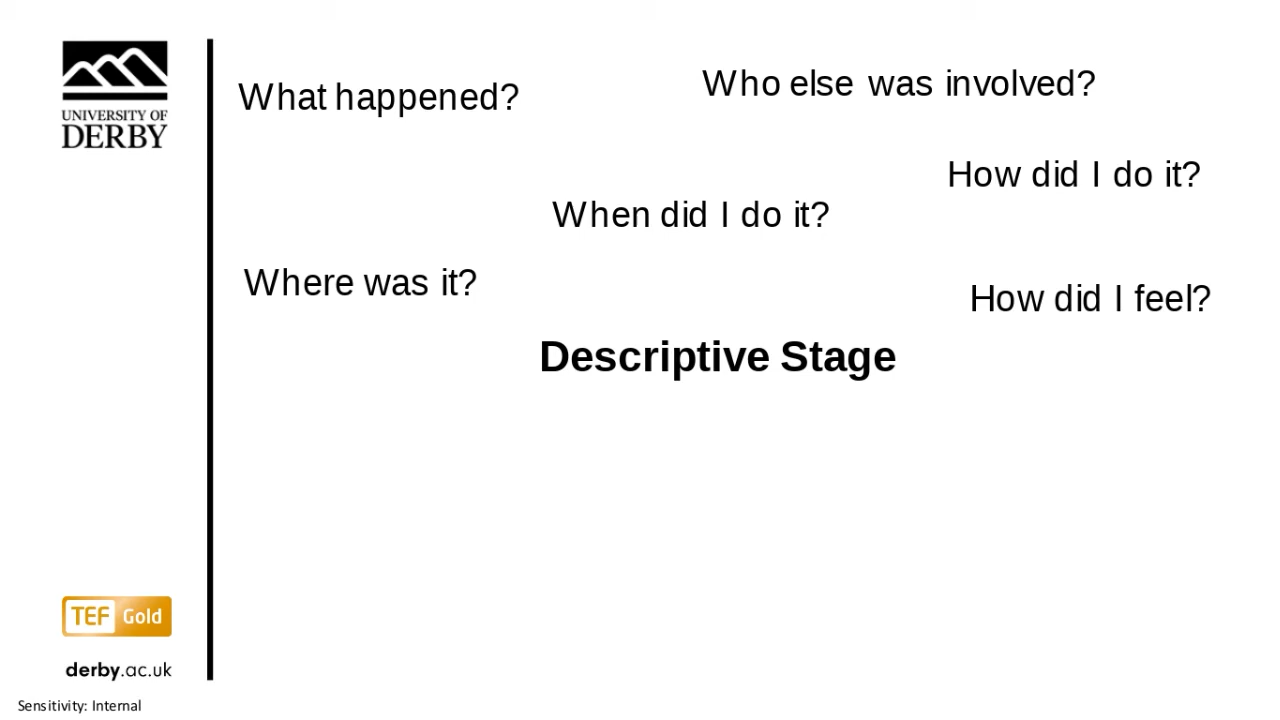 UNIVERSITY OF
DERBY
What happened?
Who else was involved?
How did I do it?
When did I do it?
Where was it?
How did I feel?
Descriptive Stage
TEF Gold
derby.ac.uk
Sensitivity: Internal